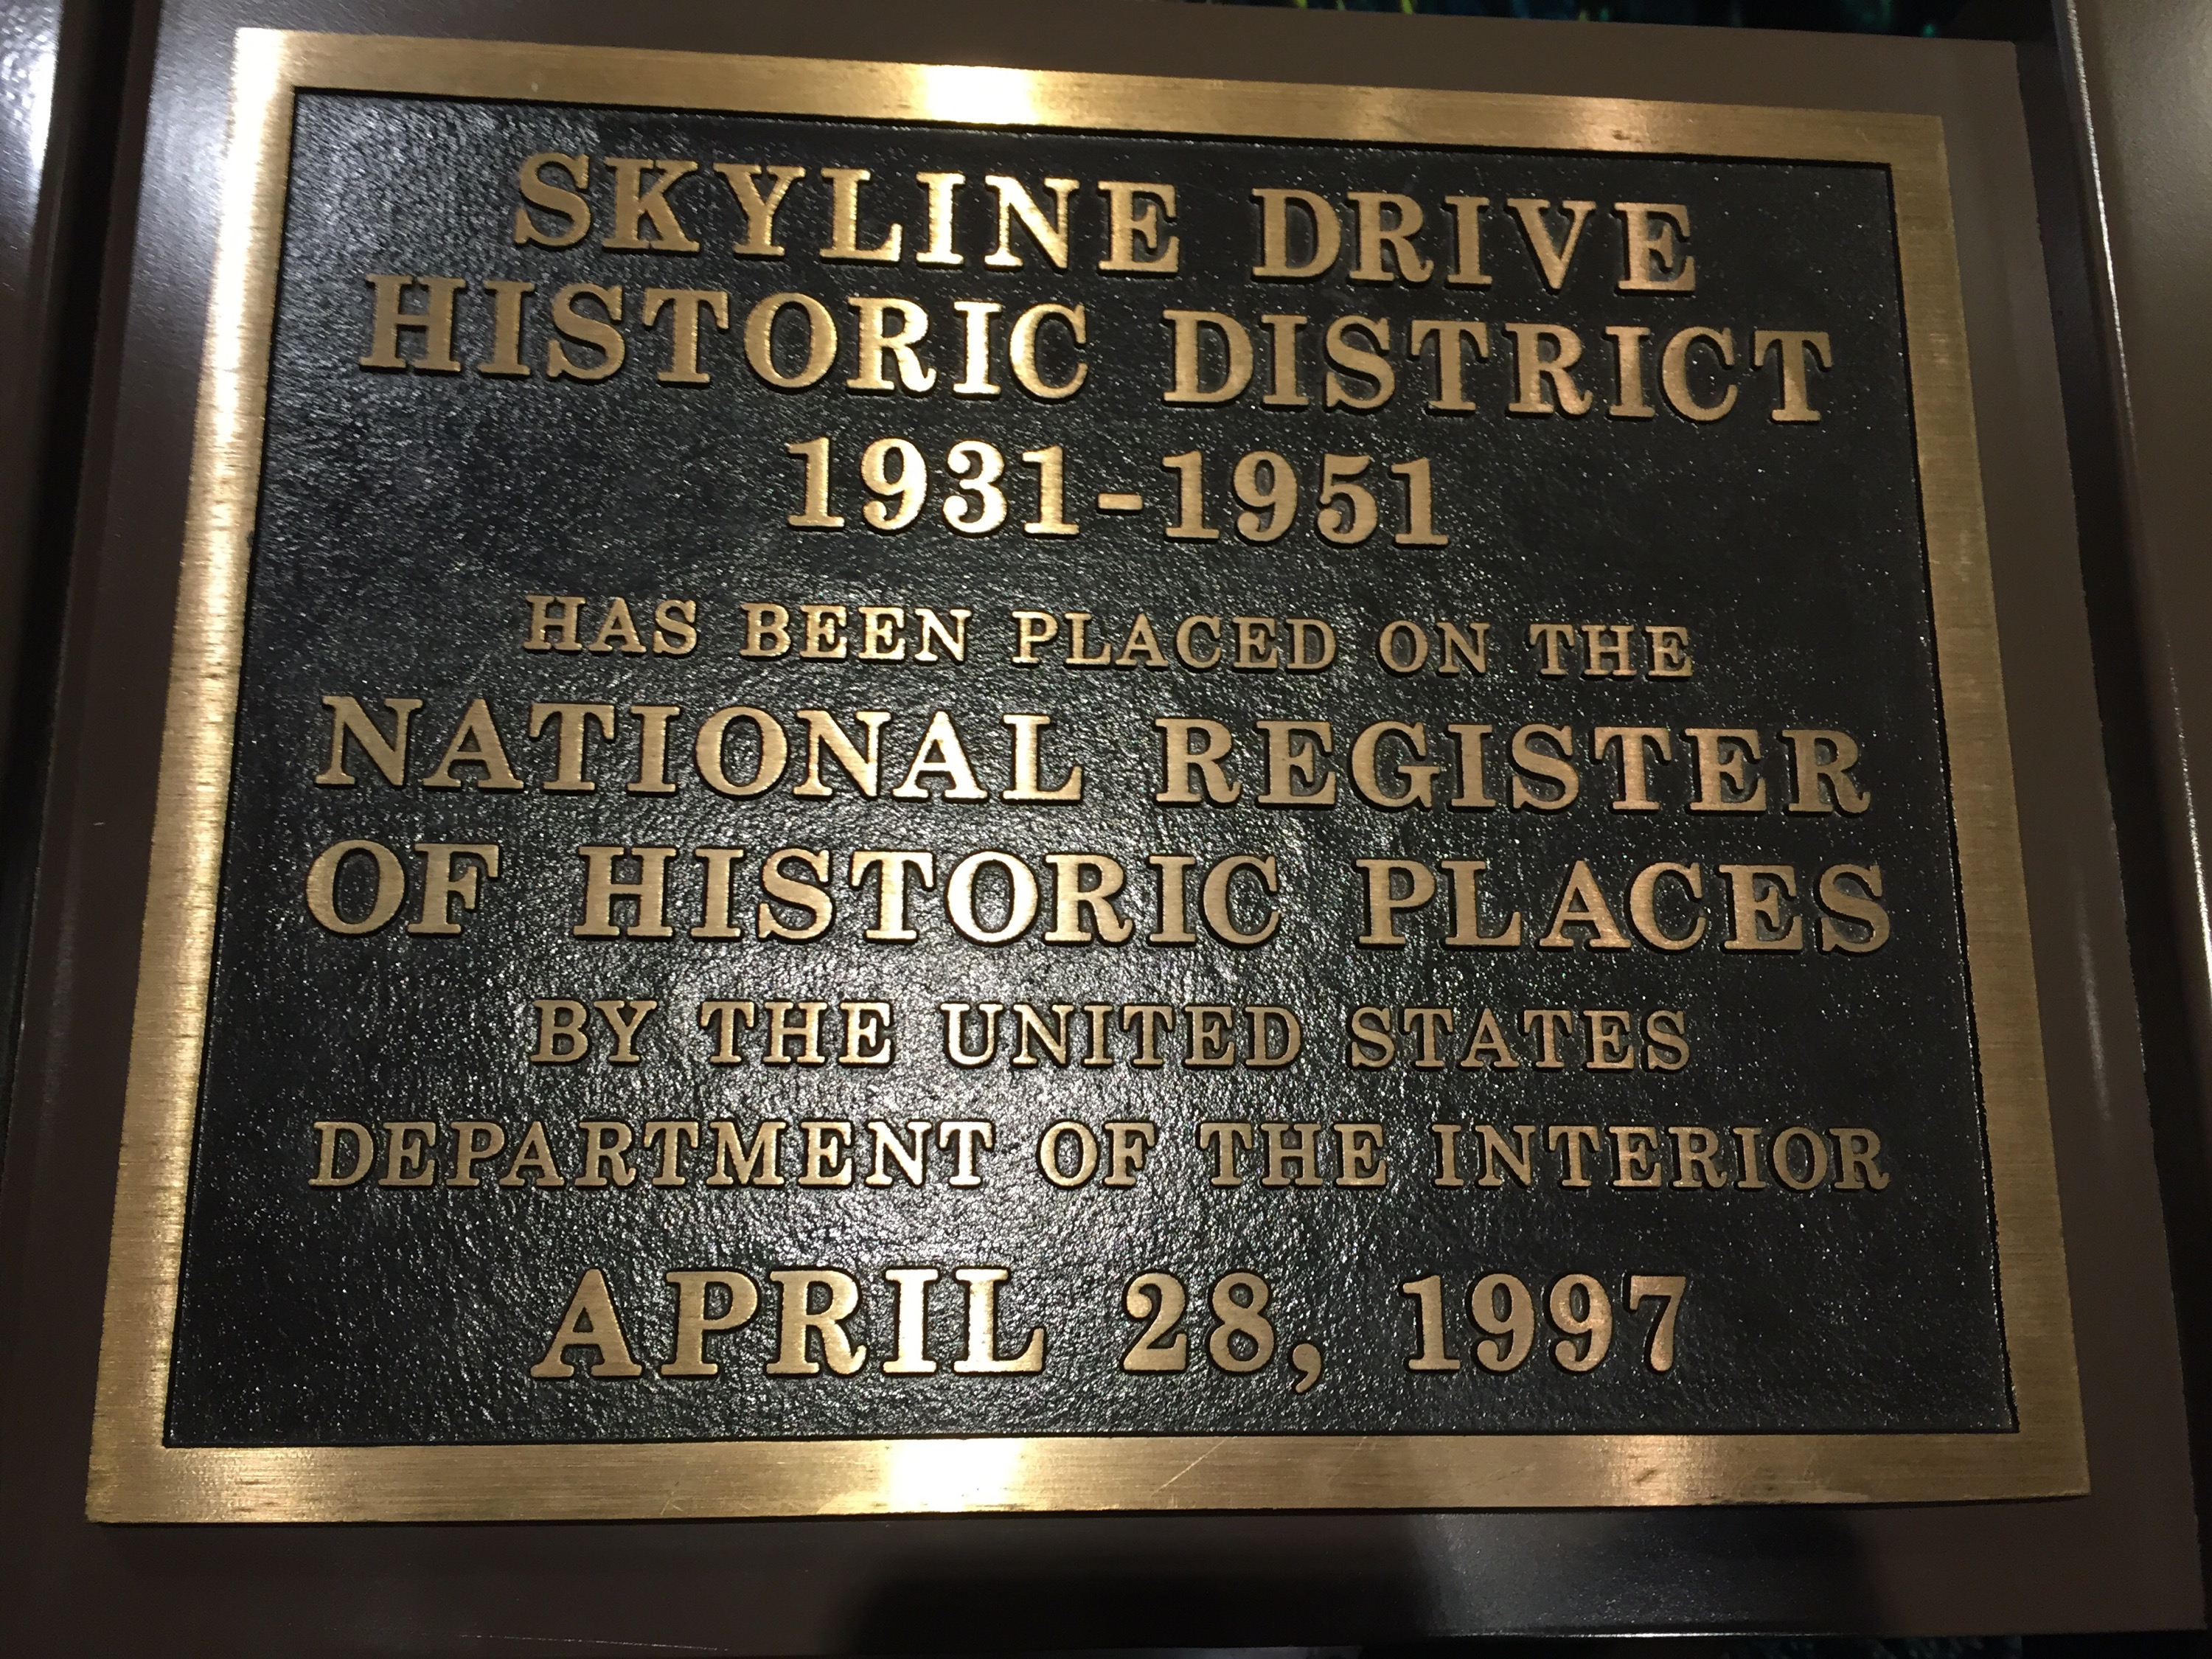 SKYLINE DRIVE
HISTORIC DISTRICT
1931-1951
HAS BEEN PLACED ON THE
NATIONAL REGISTER
OF HISTORIC PLACES
BY THE UNITED STATES
DEPARTMENT OF THE INTERIOR
APRIL 28, 1997